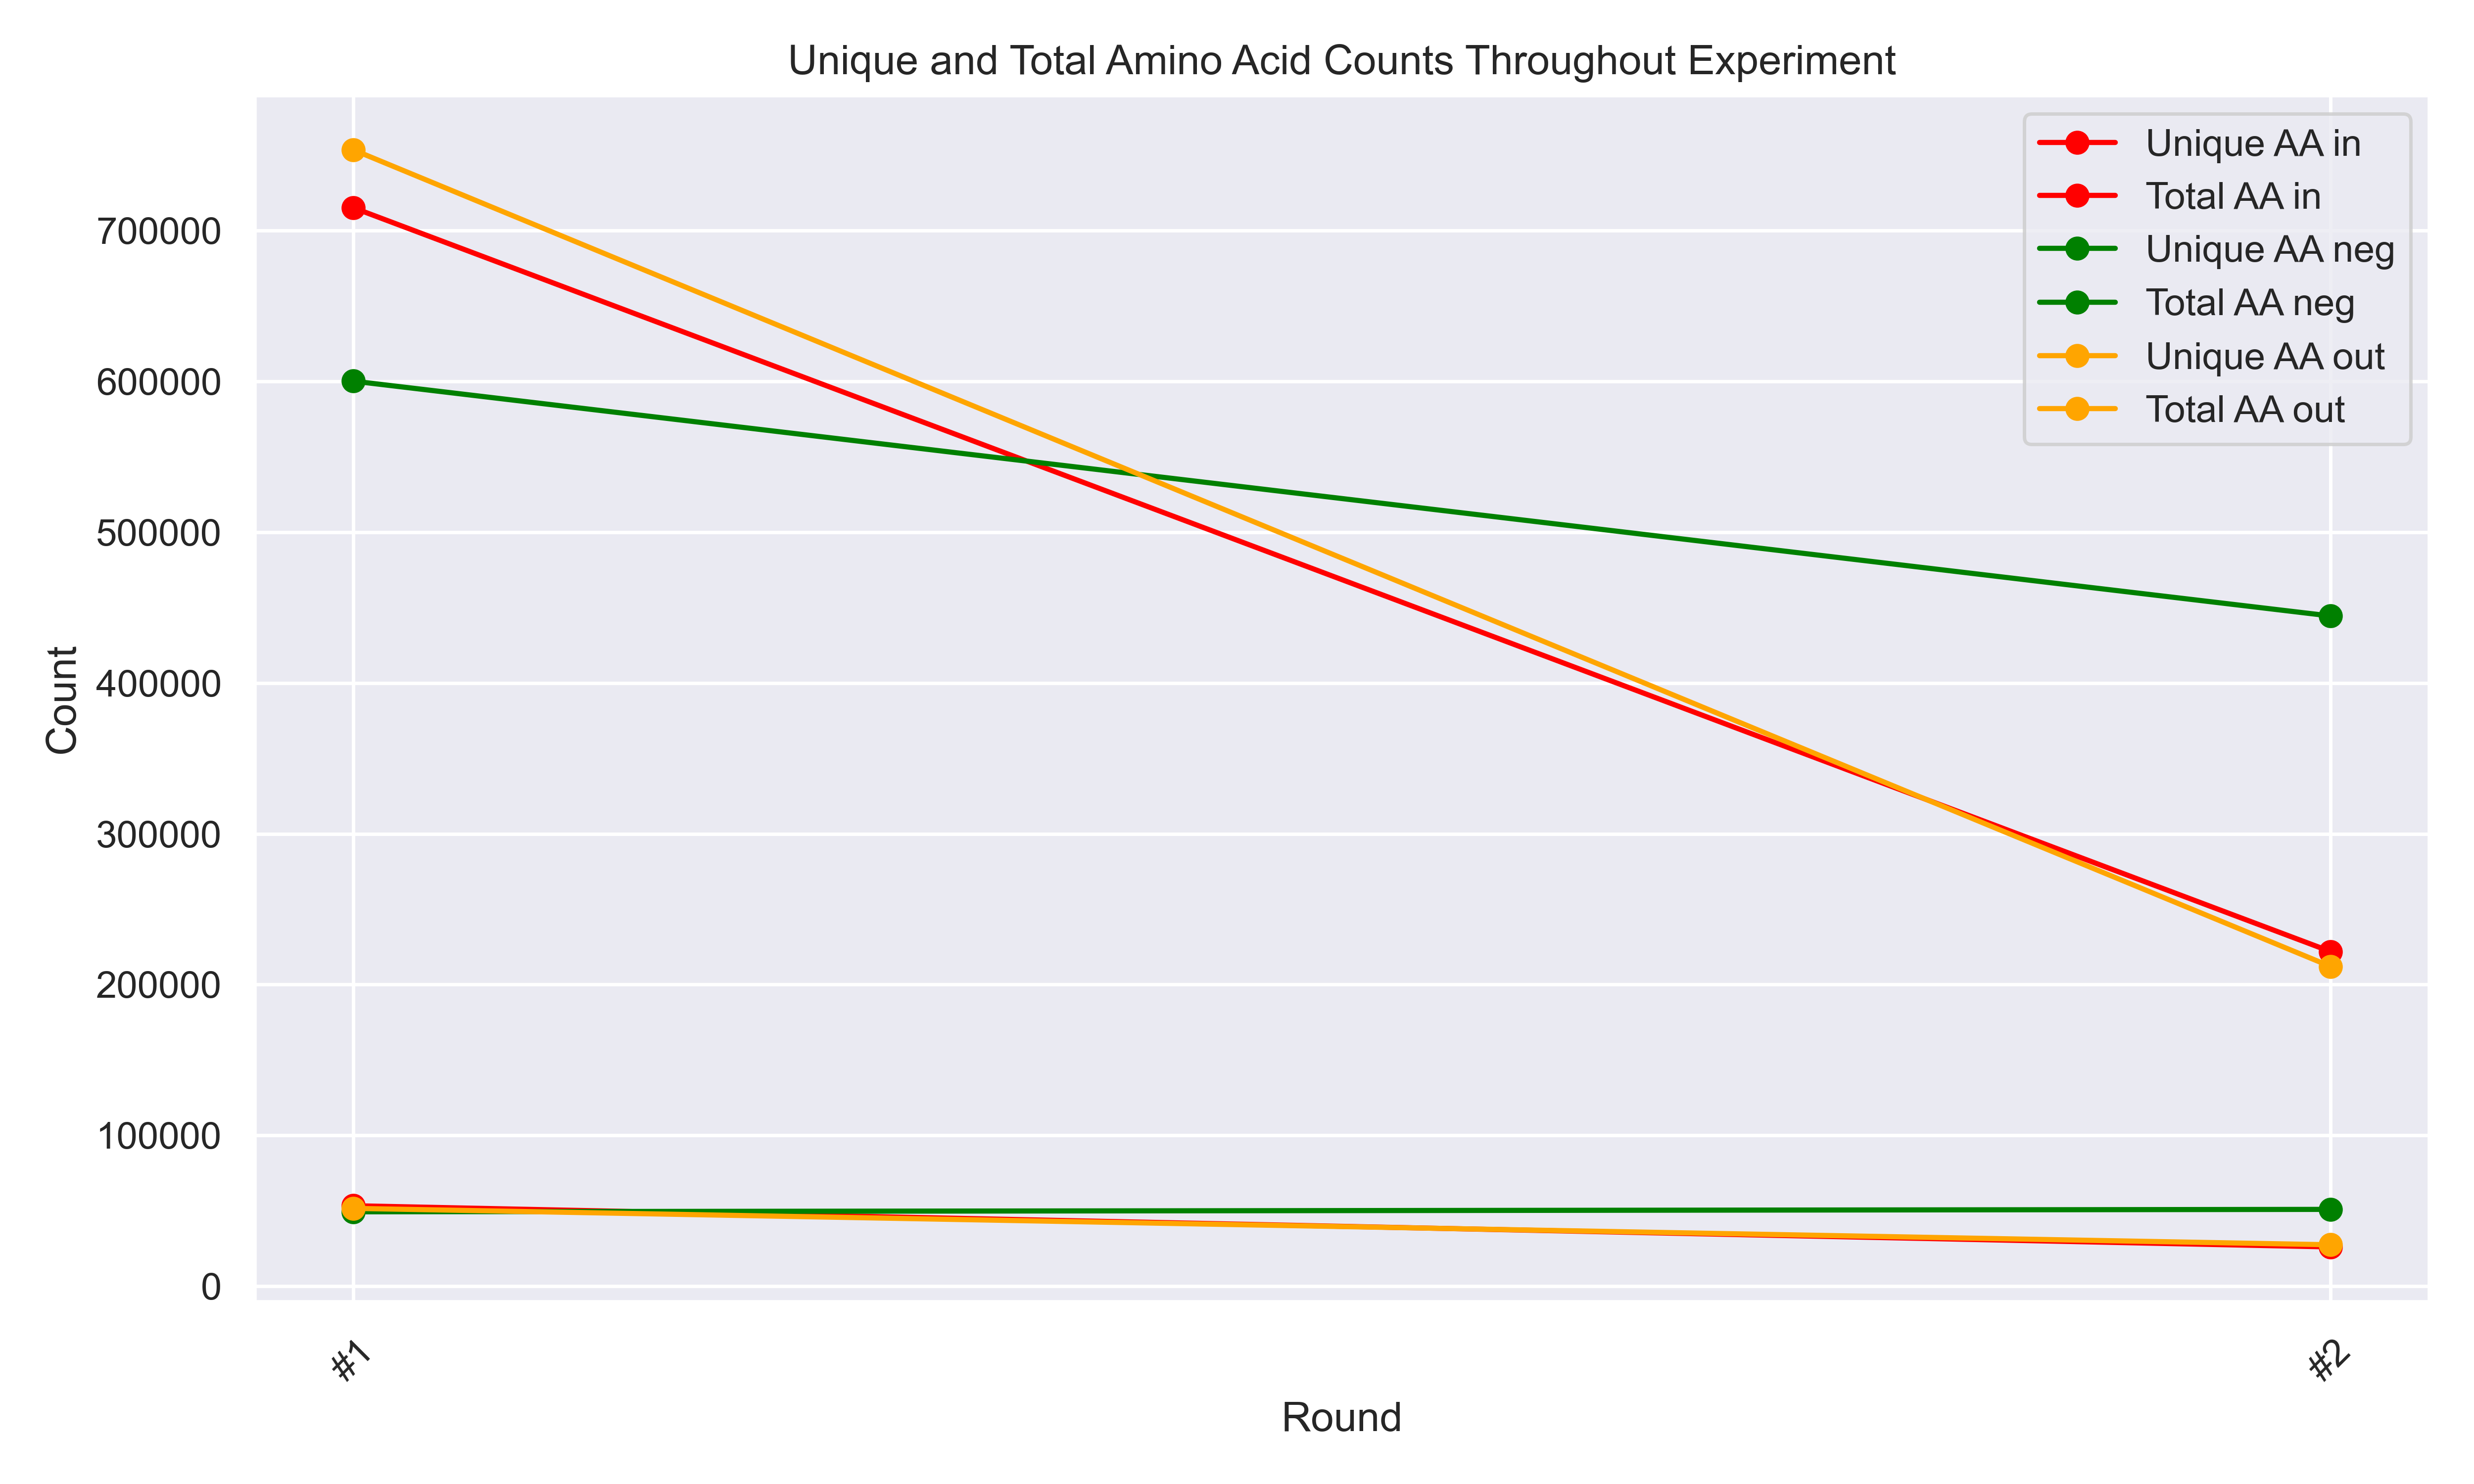 Unique and Total Amino Acid Counts Throughout Experiment
Unique AA in
Total AA in
Unique AA neg
Total AA neg
Unique AA out
Total AA out
Count
700000
600000
500000
400000
300000
200000
100000
0
#1
#2
Round